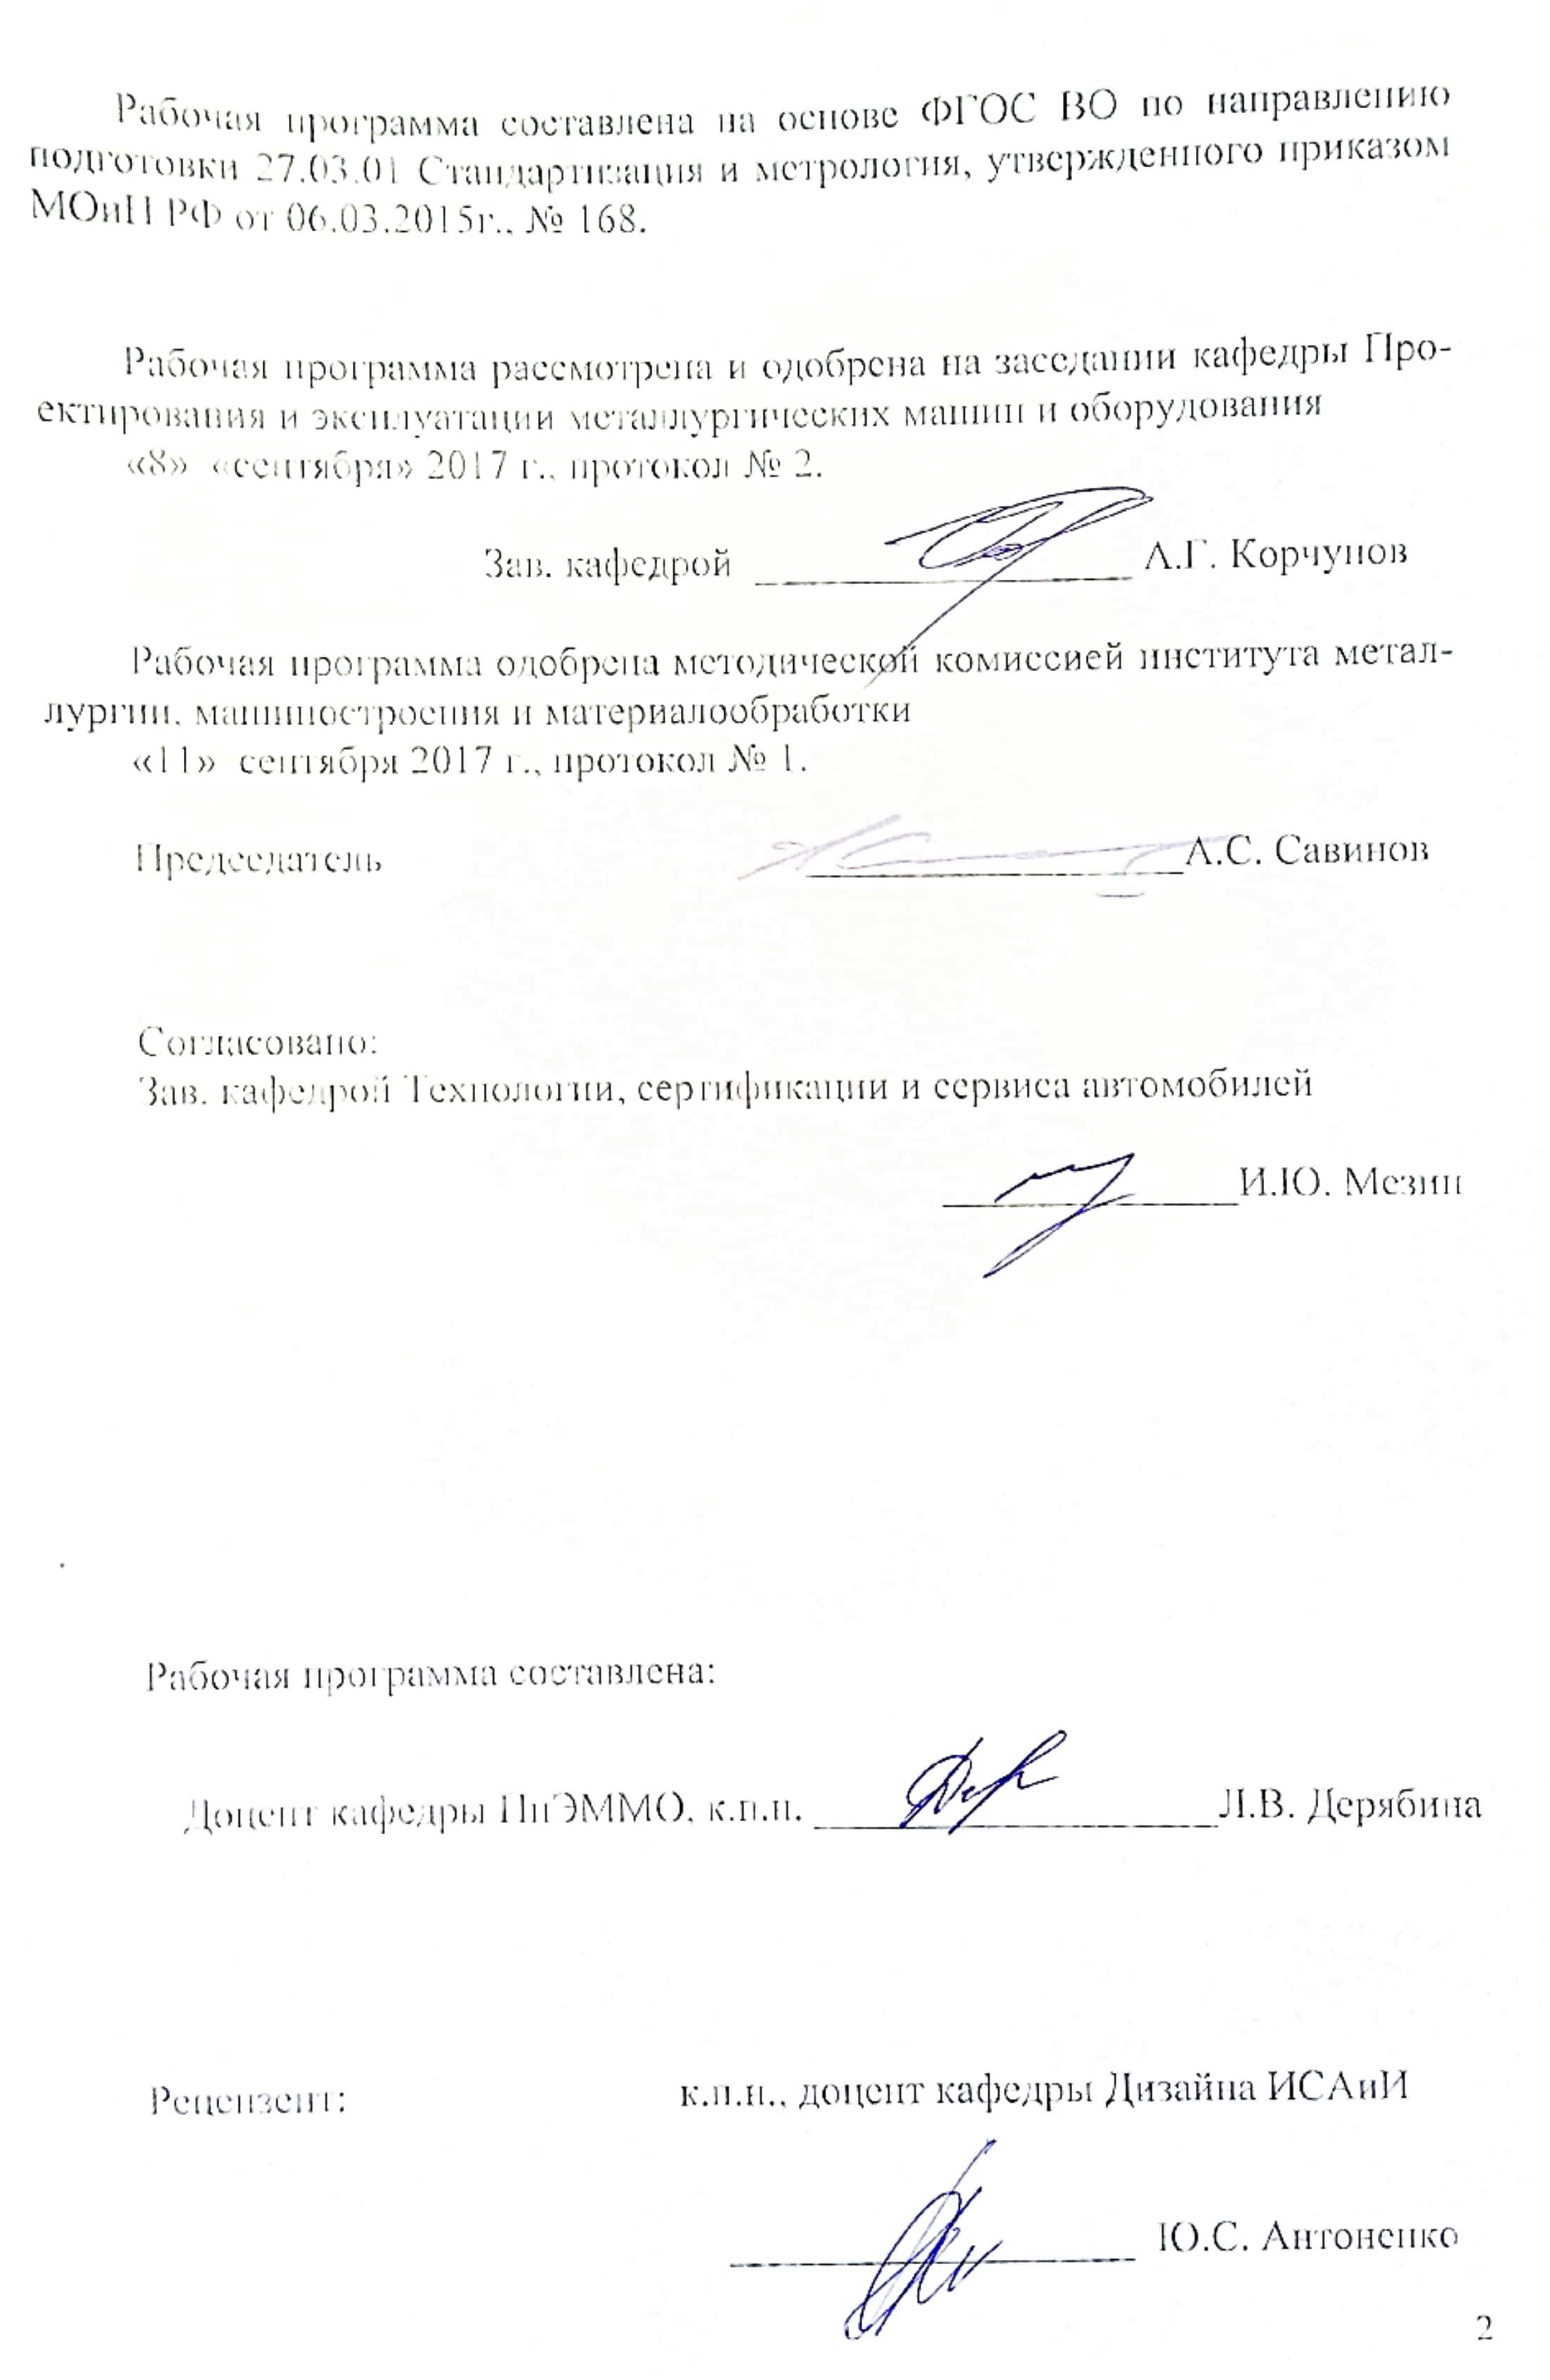 Рабочая программа составлена на основе ФГОС ВО по направлению
подготовки 27.03.01 Стандартизация и метрология, утвержденного приказом
МОиН РФ от 06.03.2015г., № 168.
Рабочая программа рассмотрена и одобрена на заседании кафедры Про-
ектирования и эксплуатации металлургических машин и оборудования
«8» «сентября» 2017 г., протокол № 2.
Зав. кафедрой А.Г. Корчунов
Рабочая программа одобрена методической комиссией института метал-
лургии, машиностроения и материалообработки
«11» сентября 2017 г., протокол № 1.
Председатель А.С. Савинов
Согласовано:
Зав. кафедрой Технологии, сертификации и сервиса автомобилей
И.Ю. Мезин
Рабочая программа составлена:
Доцент кафедры ПиЭММО, к.п.н. Л.В. Дерябина
Рецензент: к.п.н., доцент кафедры Дизайна ИСАиИ
Ю.С. Антоненко
2